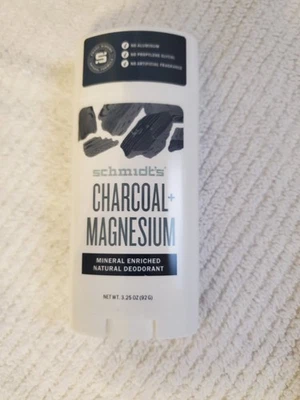 NO ALUMINUM
NO PROPYLENE GLYCOL
NO ARTIFICIAL FRAGRANCE
S
schmidt's
CHARCOAL+
MAGNESIUM
MINERAL ENRICHED
NATURAL DEODORANT
NET WT. 3.25 OZ (92 G)